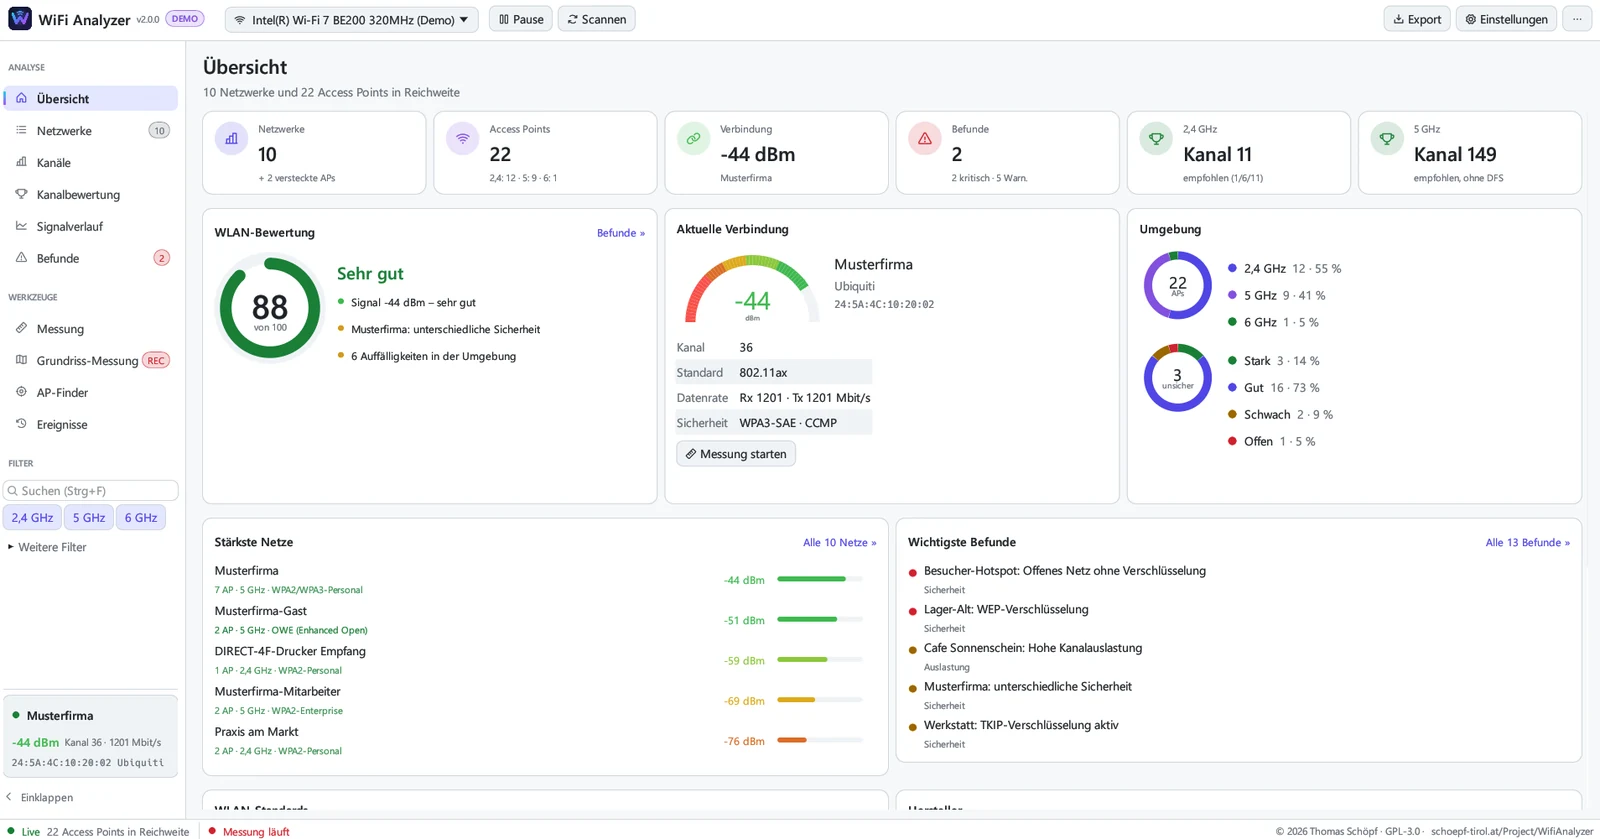 WiFi Analyzer v2.0.0 DEMO
Intel(R) Wi-Fi 7 BE200 320MHz (Demo)
Pause
Scannen
Export
Einstellungen
...
ANALYSE
Übersicht
Netzwerke 10
Kanäle
Kanalbewertung
Signalverlauf
Befunde 2
WERKZEUGE
Messung
Grundriss-Messung REC
AP-Finder
Ereignisse
FILTER
Suchen (Strg+F)
2,4 GHz 5 GHz 6 GHz
Weitere Filter
Musterfirma
-44 dBm Kanal 36 · 1201 Mbit/s
24:5A:4C:10:20:02 Ubiquiti
Einklappen
Übersicht
10 Netzwerke und 22 Access Points in Reichweite
Netzwerke
10
+ 2 versteckte APs
Access Points
22
2,4: 12 · 5: 9 · 6: 1
Verbindung
-44 dBm
Musterfirma
Befunde
2
2 kritisch · 5 Warn.
2,4 GHz
Kanal 11
empfohlen (1/6/11)
5 GHz
Kanal 149
empfohlen, ohne DFS
WLAN-Bewertung
Befunde »
88
von 100
Sehr gut
Signal -44 dBm – sehr gut
Musterfirma: unterschiedliche Sicherheit
6 Auffälligkeiten in der Umgebung
Aktuelle Verbindung
-44
dBm
Musterfirma
Ubiquiti
24:5A:4C:10:20:02
Kanal 36
Standard 802.11ax
Datenrate Rx 1201 · Tx 1201 Mbit/s
Sicherheit WPA3-SAE · CCMP
Messung starten
Umgebung
22
APs
2,4 GHz 12 · 55 %
5 GHz 9 · 41 %
6 GHz 1 · 5 %
3
unsicher
Stark 3 · 14 %
Gut 16 · 73 %
Schwach 2 · 9 %
Offen 1 · 5 %
Stärkste Netze
Alle 10 Netze »
Musterfirma
7 AP · 5 GHz · WPA2/WPA3-Personal
-44 dBm
Musterfirma-Gast
2 AP · 5 GHz · OWE (Enhanced Open)
-51 dBm
DIRECT-4F-Drucker Empfang
1 AP · 2,4 GHz · WPA2-Personal
-59 dBm
Musterfirma-Mitarbeiter
2 AP · 5 GHz · WPA2-Enterprise
-69 dBm
Praxis am Markt
2 AP · 2,4 GHz · WPA2-Personal
-76 dBm
Wichtigste Befunde
Alle 13 Befunde »
Besucher-Hotspot: Offenes Netz ohne Verschlüsselung
Sicherheit
Lager-Alt: WEP-Verschlüsselung
Sicherheit
Cafe Sonnenschein: Hohe Kanalauslastung
Auslastung
Musterfirma: unterschiedliche Sicherheit
Sicherheit
Werkstatt: TKIP-Verschlüsselung aktiv
Sicherheit
WLAN-Standards
Hersteller
Live 22 Access Points in Reichweite
Messung läuft
© 2026 Thomas Schöpf · GPL-3.0 · schoepf-tirol.at/Project/WifiAnalyzer